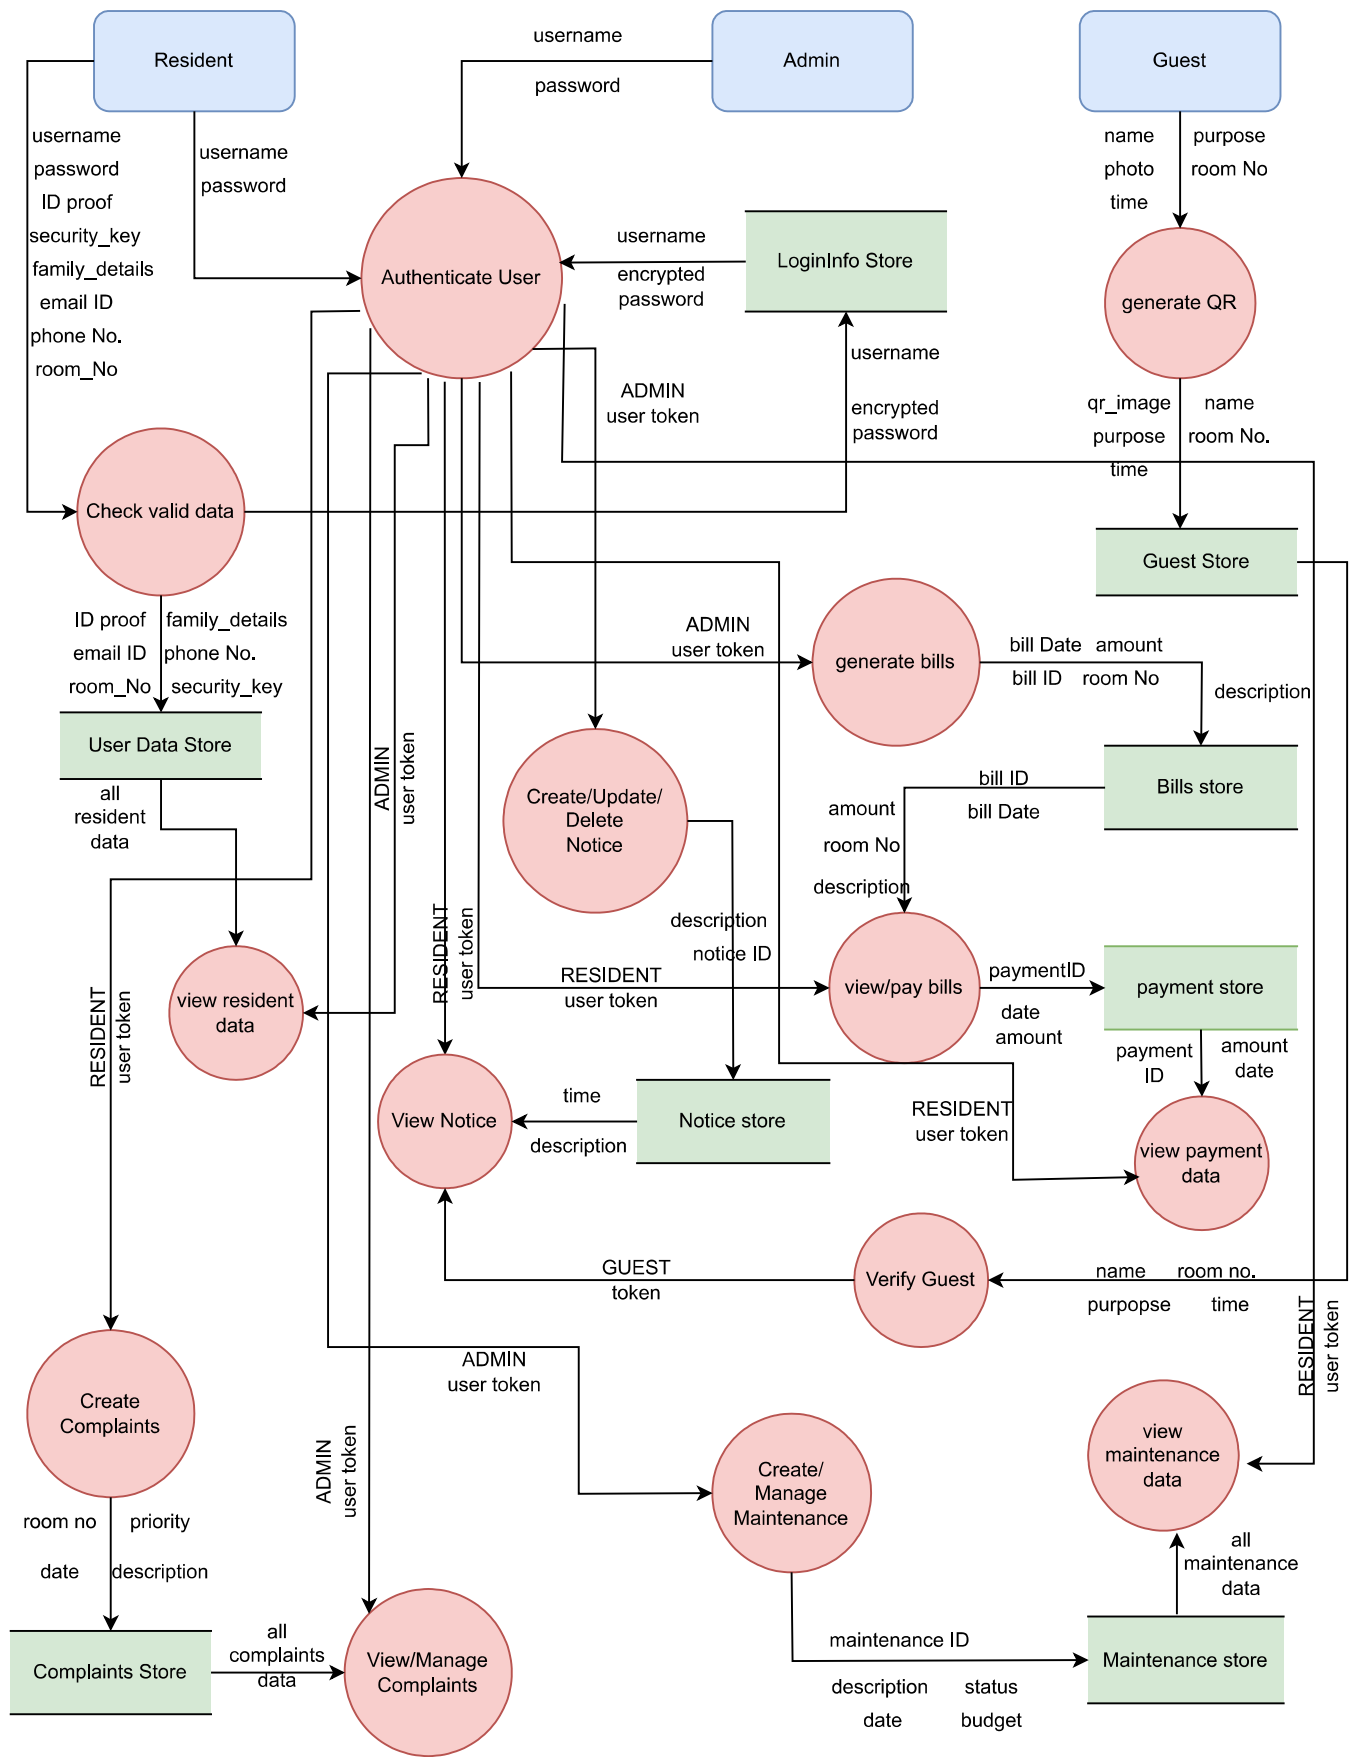 Resident
Admin
Guest
username
password
username
password
ID proof
security_key
family_details
email ID
phone No.
room_No
username
password
name
photo
time
purpose
room No
Authenticate User
username
encrypted
password
LoginInfo Store
generate QR
username
encrypted
password
ADMIN
user token
qr_image
purpose
time
name
room No.
Check valid data
Guest Store
ID proof
email ID
room_No
family_details
phone No.
security_key
ADMIN
user token
generate bills
bill Date amount
bill ID room No
description
User Data Store
all
resident
data
ADMIN
user token
Create/Update/
Delete
Notice
bill ID
bill Date
Bills store
amount
room No
description
description
notice ID
RESIDENT
user token
RESIDENT
user token
view/pay bills
paymentID
date
amount
payment store
view resident
data
RESIDENT
user token
payment
ID
amount
date
View Notice
time
description
Notice store
RESIDENT
user token
view payment
data
GUEST
token
Verify Guest
name room no.
purpopse time
RESIDENT
user token
ADMIN
user token
Create
Complaints
ADMIN
user token
Create/
Manage
Maintenance
view
maintenance
data
room no
date
priority
description
all
maintenance
data
Complaints Store
all
complaints
data
View/Manage
Complaints
maintenance ID
description status
date budget
Maintenance store